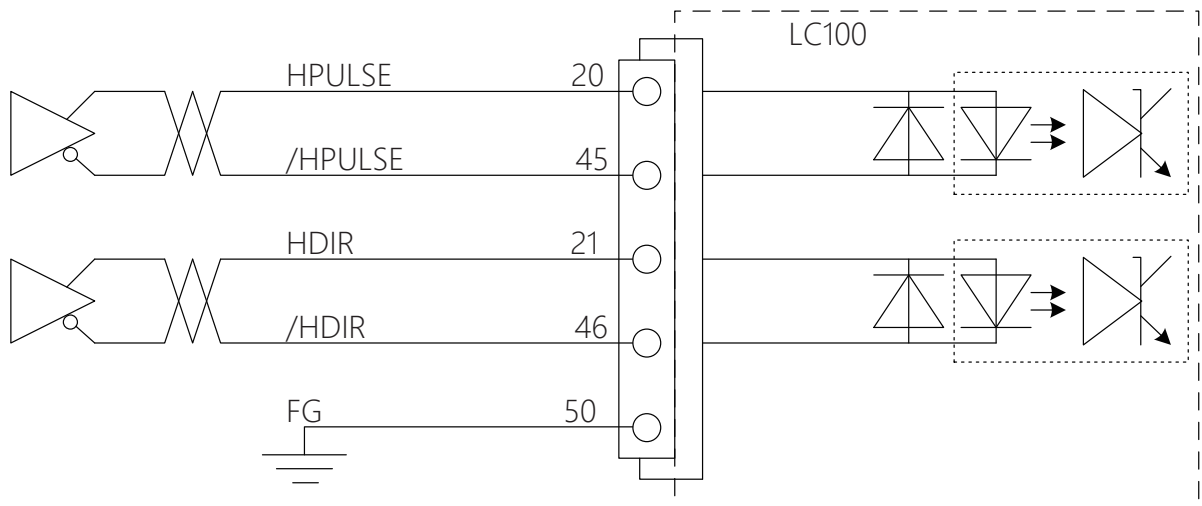 LC100
HPULSE 20
/HPULSE 45
HDIR 21
/HDIR 46
FG 50